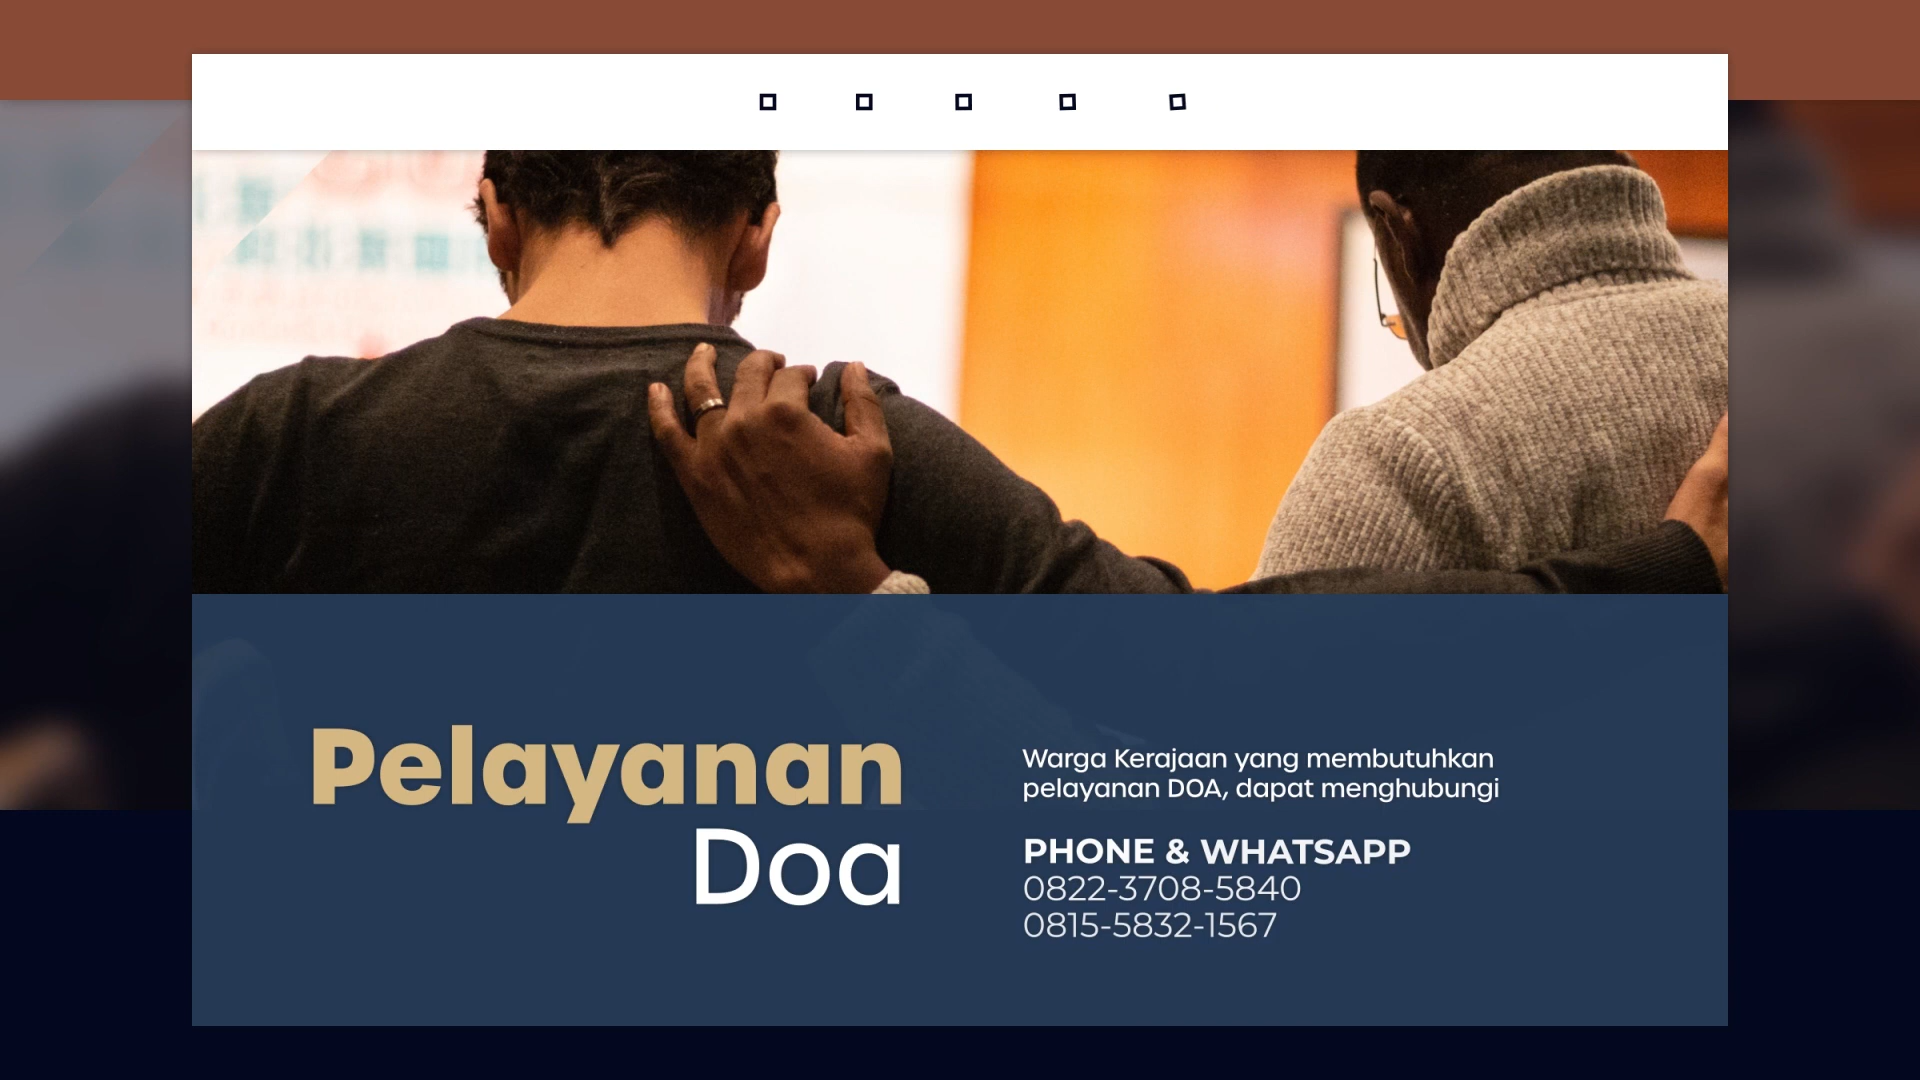 Pelayanan
Doa
Warga Kerajaan yang membutuhkan
pelayanan DOA, dapat menghubungi
PHONE & WHATSAPP
0822-3708-5840
0815-5832-1567